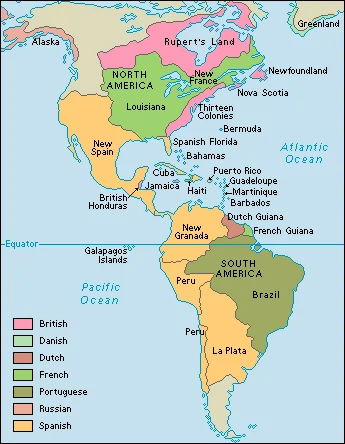 Greenland
Alaska
Rupert's Land
NORTH
AMERICA
New
France
Newfoundland
Nova Scotia
Louisiana
Thirteen
Colonies
Bermuda
New
Spain
Spanish Florida
Bahamas
Atlantic
Ocean
Cuba
Jamaica
Haiti
Puerto Rico
Guadeloupe
Martinique
Barbados
British
Honduras
Dutch Guiana
French Guiana
New
Granada
Equator
Galapagos
Islands
SOUTH
AMERICA
Pacific
Ocean
Peru
Brazil
Peru
La Plata
British
Danish
Dutch
French
Portuguese
Russian
Spanish